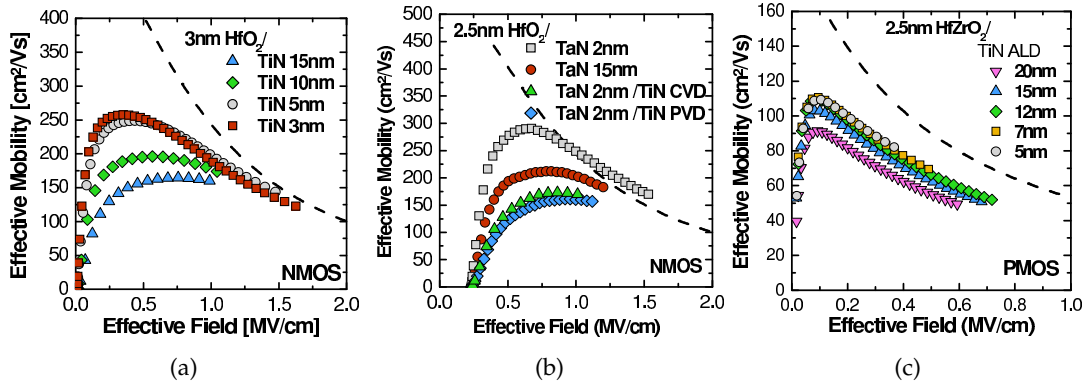 Effective Mobility [cm²/Vs]
400
350
300
250
200
150
100
50
0
3nm HfO₂/
TiN 15nm
TiN 10nm
TiN 5nm
TiN 3nm
NMOS
0.0 0.5 1.0 1.5 2.0
Effective Field [MV/cm]
(a)
Effective Mobility (cm²/Vs)
500
450
400
350
300
250
200
150
100
50
0
2.5nm HfO₂/
TaN 2nm
TaN 15nm
TaN 2nm /TiN CVD
TaN 2nm /TiN PVD
NMOS
0.0 0.5 1.0 1.5 2.0
Effective Field (MV/cm)
(b)
Effective Mobility (cm²/Vs)
160
140
120
100
80
60
40
20
0
2.5nm HfZrO₂/
TiN ALD
20nm
15nm
12nm
7nm
5nm
PMOS
0.0 0.2 0.4 0.6 0.8 1.0
Effective Field (MV/cm)
(c)